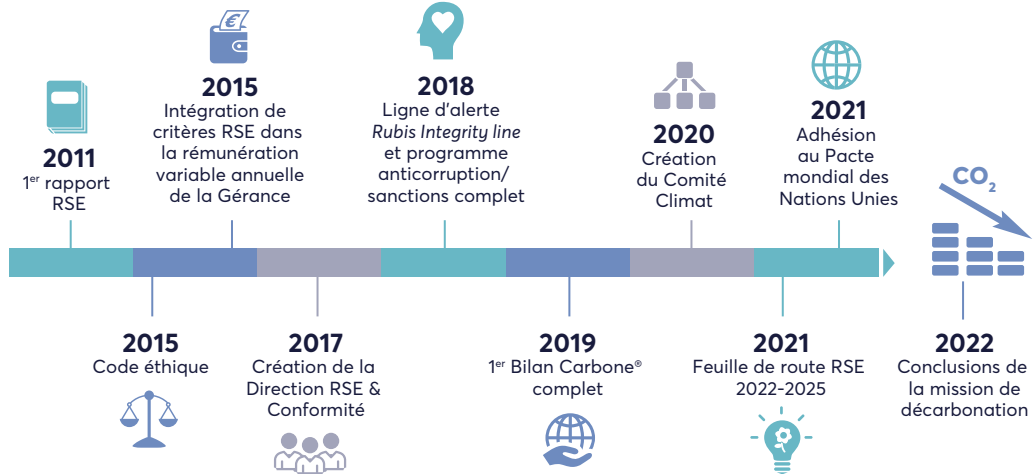 2011
1er rapport
RSE
€
2015
Intégration de
critères RSE dans
la rémunération
variable annuelle
de la Gérance
2018
Ligne d'alerte
Rubis Integrity line
et programme
anticorruption/
sanctions complet
2020
Création
du Comité
Climat
2021
Adhésion
au Pacte
mondial des
Nations Unies
CO2
2015
Code éthique
2017
Création de la
Direction RSE &
Conformité
2019
1er Bilan Carbone®
complet
2021
Feuille de route RSE
2022-2025
2022
Conclusions de
la mission de
décarbonation